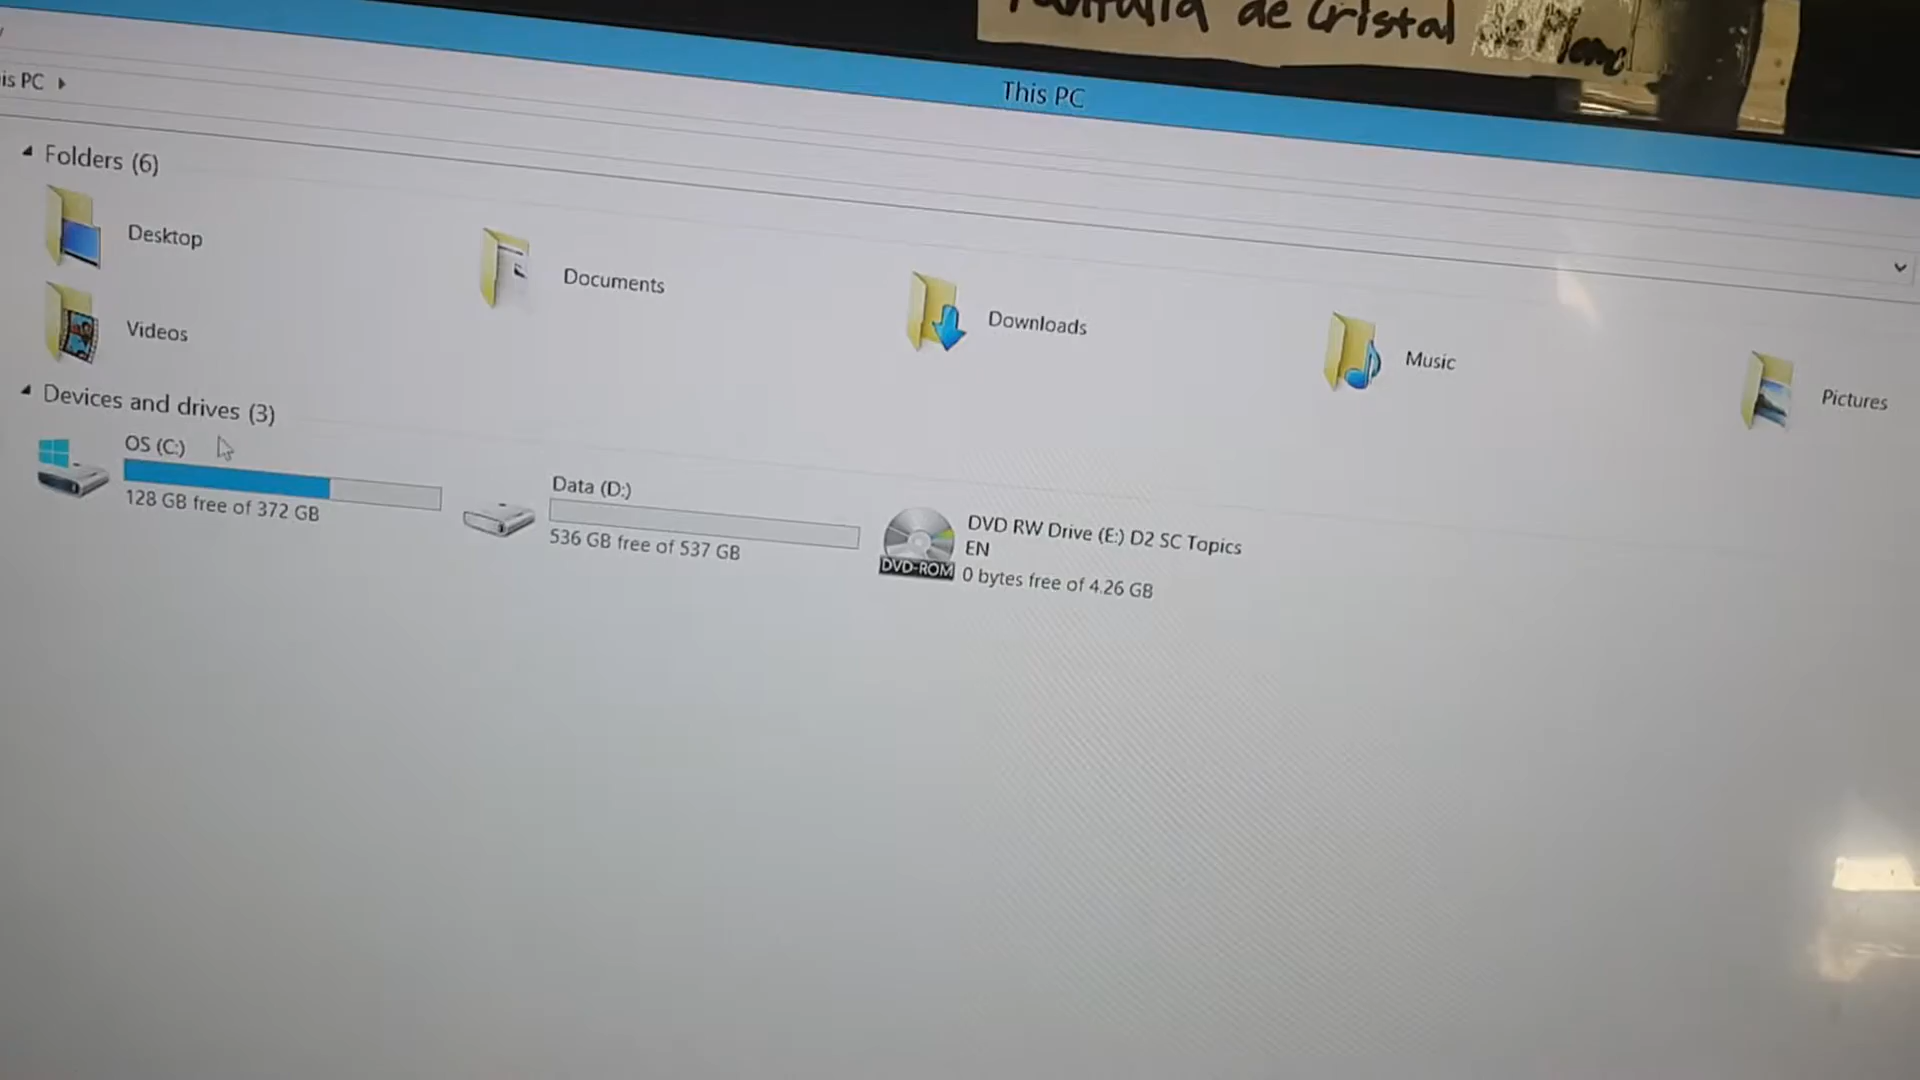 Pantalla de Cristal
This PC
is PC
Folders (6)
Desktop
Documents
Downloads
Music
Pictures
Videos
Devices and drives (3)
OS (C:)
128 GB free of 372 GB
Data (D:)
536 GB free of 537 GB
DVD RW Drive (E:) D2 SC Topics
EN
0 bytes free of 4.26 GB
DVD-ROM